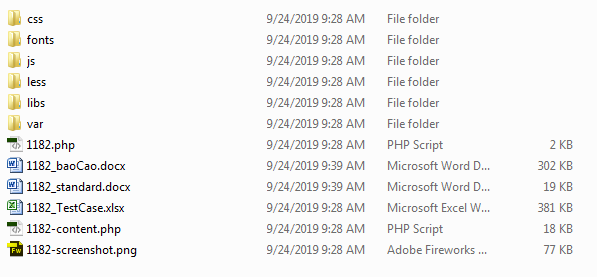 css 9/24/2019 9:28 AM File folder
fonts 9/24/2019 9:28 AM File folder
js 9/24/2019 9:28 AM File folder
less 9/24/2019 9:28 AM File folder
libs 9/24/2019 9:28 AM File folder
var 9/24/2019 9:28 AM File folder
1182.php 9/24/2019 9:28 AM PHP Script 2 KB
1182_baoCao.docx 9/24/2019 9:39 AM Microsoft Word D... 302 KB
1182_standard.docx 9/24/2019 9:39 AM Microsoft Word D... 19 KB
1182_TestCase.xlsx 9/24/2019 9:28 AM Microsoft Excel W... 381 KB
1182-content.php 9/24/2019 9:28 AM PHP Script 18 KB
1182-screenshot.png 9/24/2019 9:28 AM Adobe Fireworks ... 77 KB